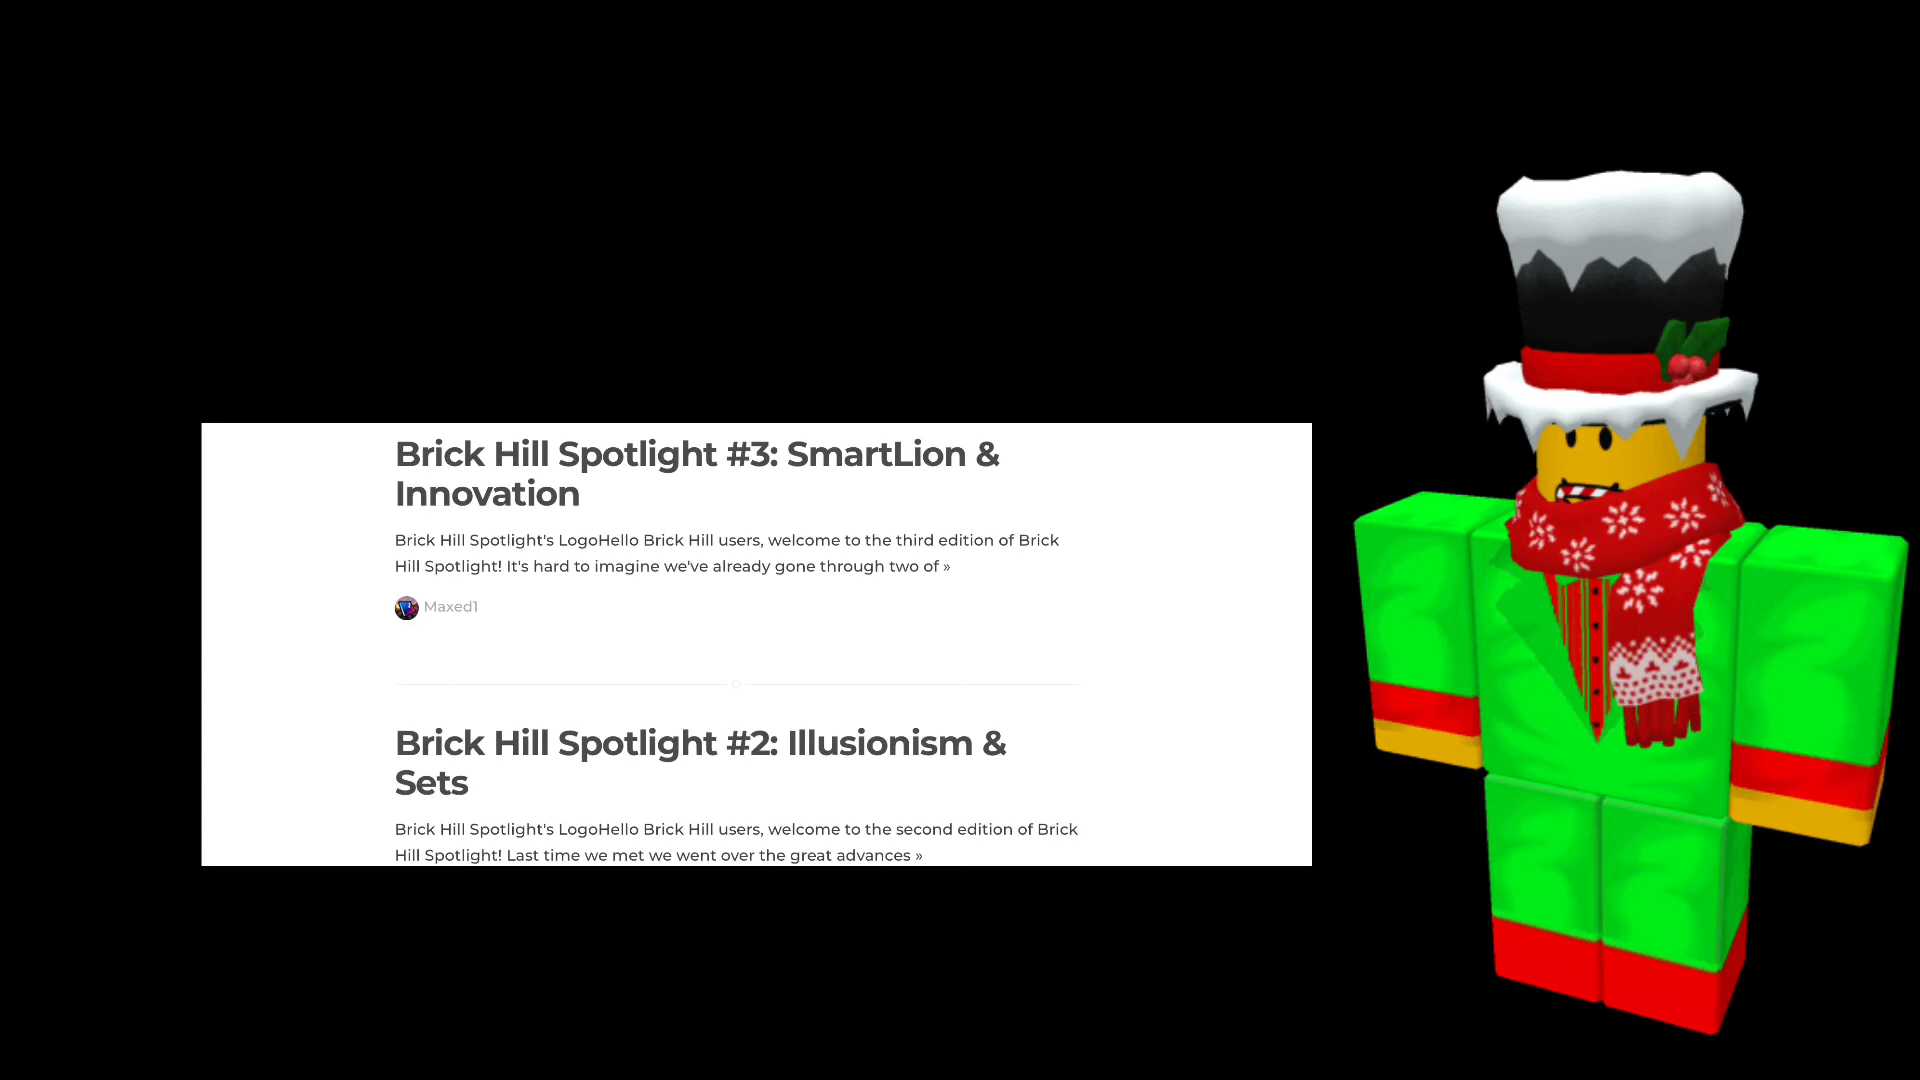 Brick Hill Spotlight #3: SmartLion &
Innovation
Brick Hill Spotlight's LogoHello Brick Hill users, welcome to the third edition of Brick
Hill Spotlight! It's hard to imagine we've already gone through two of »
Maxed1
Brick Hill Spotlight #2: Illusionism &
Sets
Brick Hill Spotlight's LogoHello Brick Hill users, welcome to the second edition of Brick
Hill Spotlight! Last time we met we went over the great advances »